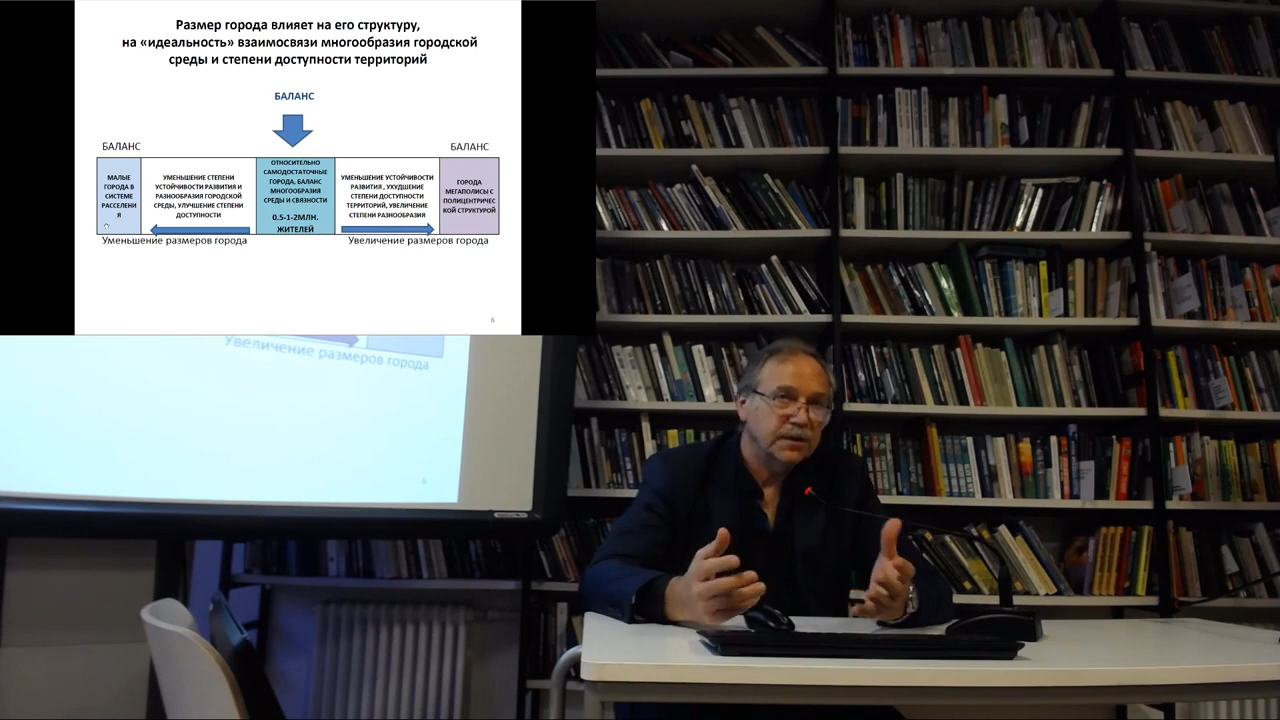 Размер города влияет на его структуру,
на «идеальность» взаимосвязи многообразия городской
среды и степени доступности территорий
БАЛАНС
БАЛАНС
БАЛАНС
МАЛЫЕ
ГОРОДА В
СИСТЕМЕ
РАССЕЛЕНИ
Я
УМЕНЬШЕНИЕ СТЕПЕНИ
УСТОЙЧИВОСТИ РАЗВИТИЯ И
РАЗНООБРАЗИЯ ГОРОДСКОЙ
СРЕДЫ, УЛУЧШЕНИЕ СТЕПЕНИ
ДОСТУПНОСТИ
ОТНОСИТЕЛЬНО
САМОДОСТАТОЧНЫЕ
ГОРОДА, БАЛАНС
МНОГООБРАЗИЯ
СРЕДЫ И СВЯЗНОСТИ
0.5-1-2МЛН.
ЖИТЕЛЕЙ
УМЕНЬШЕНИЕ УСТОЙЧИВОСТИ
РАЗВИТИЯ , УХУДШЕНИЕ
СТЕПЕНИ ДОСТУПНОСТИ
ТЕРРИТОРИЙ, УВЕЛИЧЕНИЕ
СТЕПЕНИ РАЗНООБРАЗИЯ
ГОРОДА
МЕГАПОЛИСЫ С
ПОЛИЦЕНТРИЧЕС
КОЙ СТРУКТУРОЙ
Уменьшение размеров города
Увеличение размеров города
6
Увеличение размеров города
6